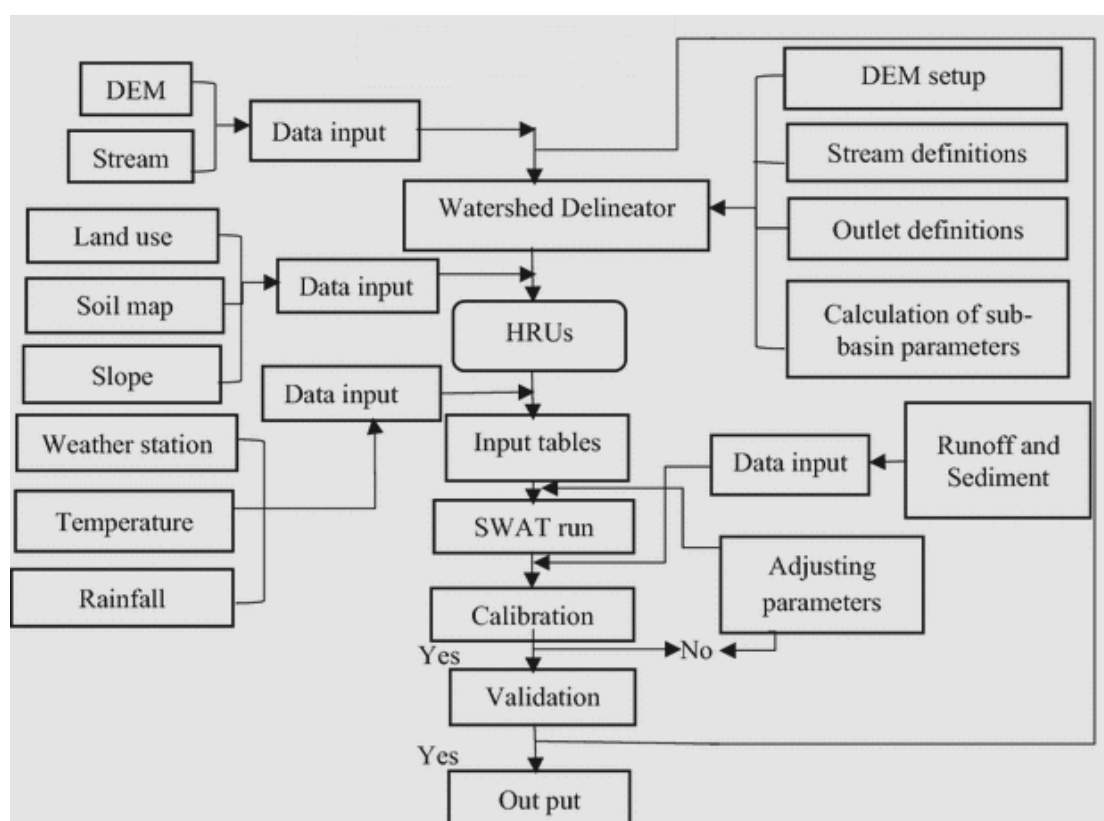 DEM
Stream
Data input
DEM setup
Stream definitions
Outlet definitions
Calculation of sub-
basin parameters
Watershed Delineator
Land use
Soil map
Slope
Data input
HRUs
Data input
Weather station
Temperature
Rainfall
Input tables
Data input
Runoff and
Sediment
SWAT run
Adjusting
parameters
Calibration
Yes
No
Validation
Yes
Out put